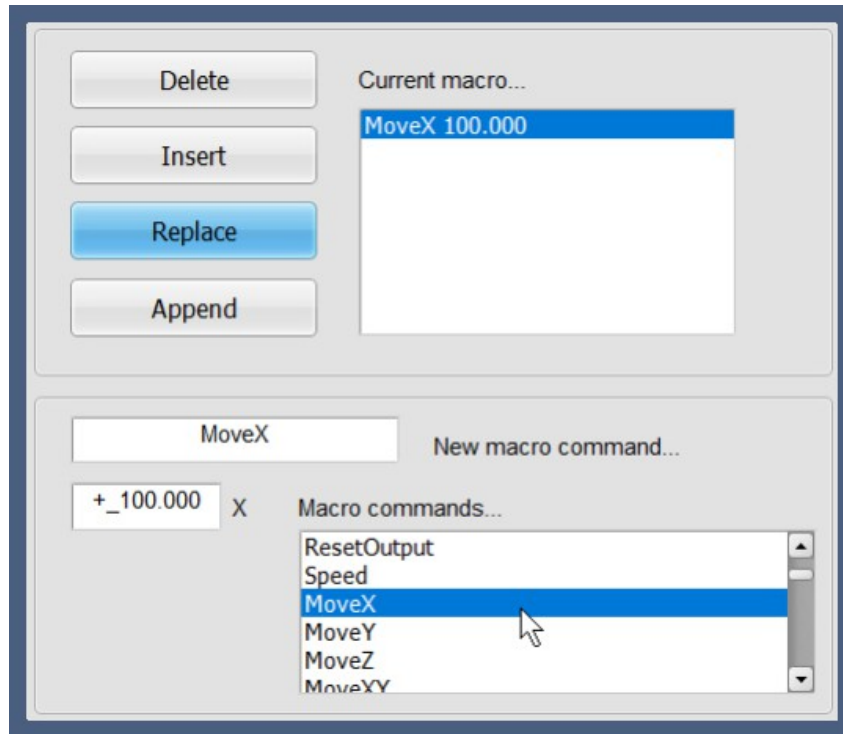 Delete
Current macro...
MoveX 100.000
Insert
Replace
Append
MoveX
New macro command...
+_100.000 X
Macro commands...
ResetOutput
Speed
MoveX
MoveY
MoveZ
MoveXY